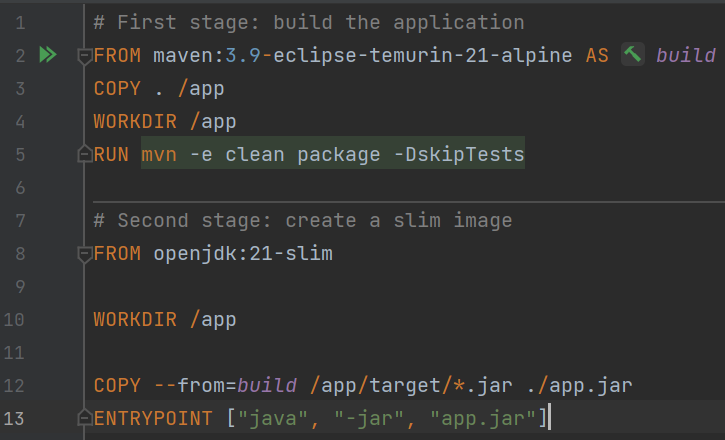 1 # First stage: build the application
2 FROM maven:3.9-eclipse-temurin-21-alpine AS build
3 COPY . /app
4 WORKDIR /app
5 RUN mvn -e clean package -DskipTests
6
7 # Second stage: create a slim image
8 FROM openjdk:21-slim
9
10 WORKDIR /app
11
12 COPY --from=build /app/target/*.jar ./app.jar
13 ENTRYPOINT ["java", "-jar", "app.jar"]